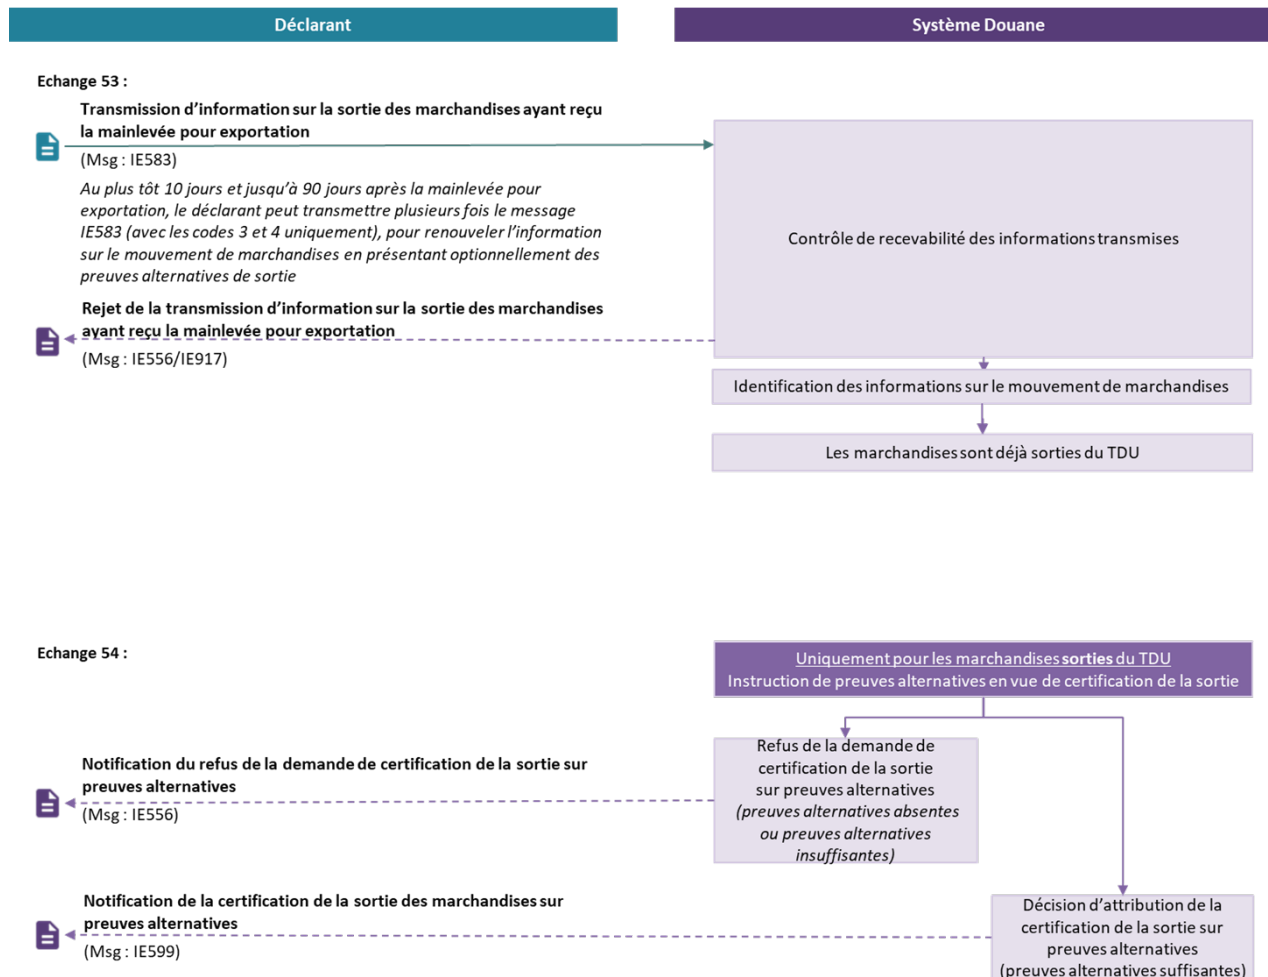 Déclarant
Système Douane
Echange 53 :
Transmission d'information sur la sortie des marchandises ayant reçu
la mainlevée pour exportation
(Msg : IE583)
Au plus tôt 10 jours et jusqu'à 90 jours après la mainlevée pour
exportation, le déclarant peut transmettre plusieurs fois le message
IE583 (avec les codes 3 et 4 uniquement), pour renouveler l'information
sur le mouvement de marchandises en présentant optionnellement des
preuves alternatives de sortie
Contrôle de recevabilité des informations transmises
Rejet de la transmission d'information sur la sortie des marchandises
ayant reçu la mainlevée pour exportation
(Msg : IE556/IE917)
Identification des informations sur le mouvement de marchandises
Les marchandises sont déjà sorties du TDU
Echange 54 :
Uniquement pour les marchandises sorties du TDU
Instruction de preuves alternatives en vue de certification de la sortie
Notification du refus de la demande de certification de la sortie sur
preuves alternatives
(Msg : IE556)
Refus de la demande de
certification de la sortie
sur preuves alternatives
(preuves alternatives absentes
ou preuves alternatives
insuffisantes)
Notification de la certification de la sortie des marchandises sur
preuves alternatives
(Msg : IE599)
Décision d'attribution de la
certification de la sortie sur
preuves alternatives
(preuves alternatives suffisantes)